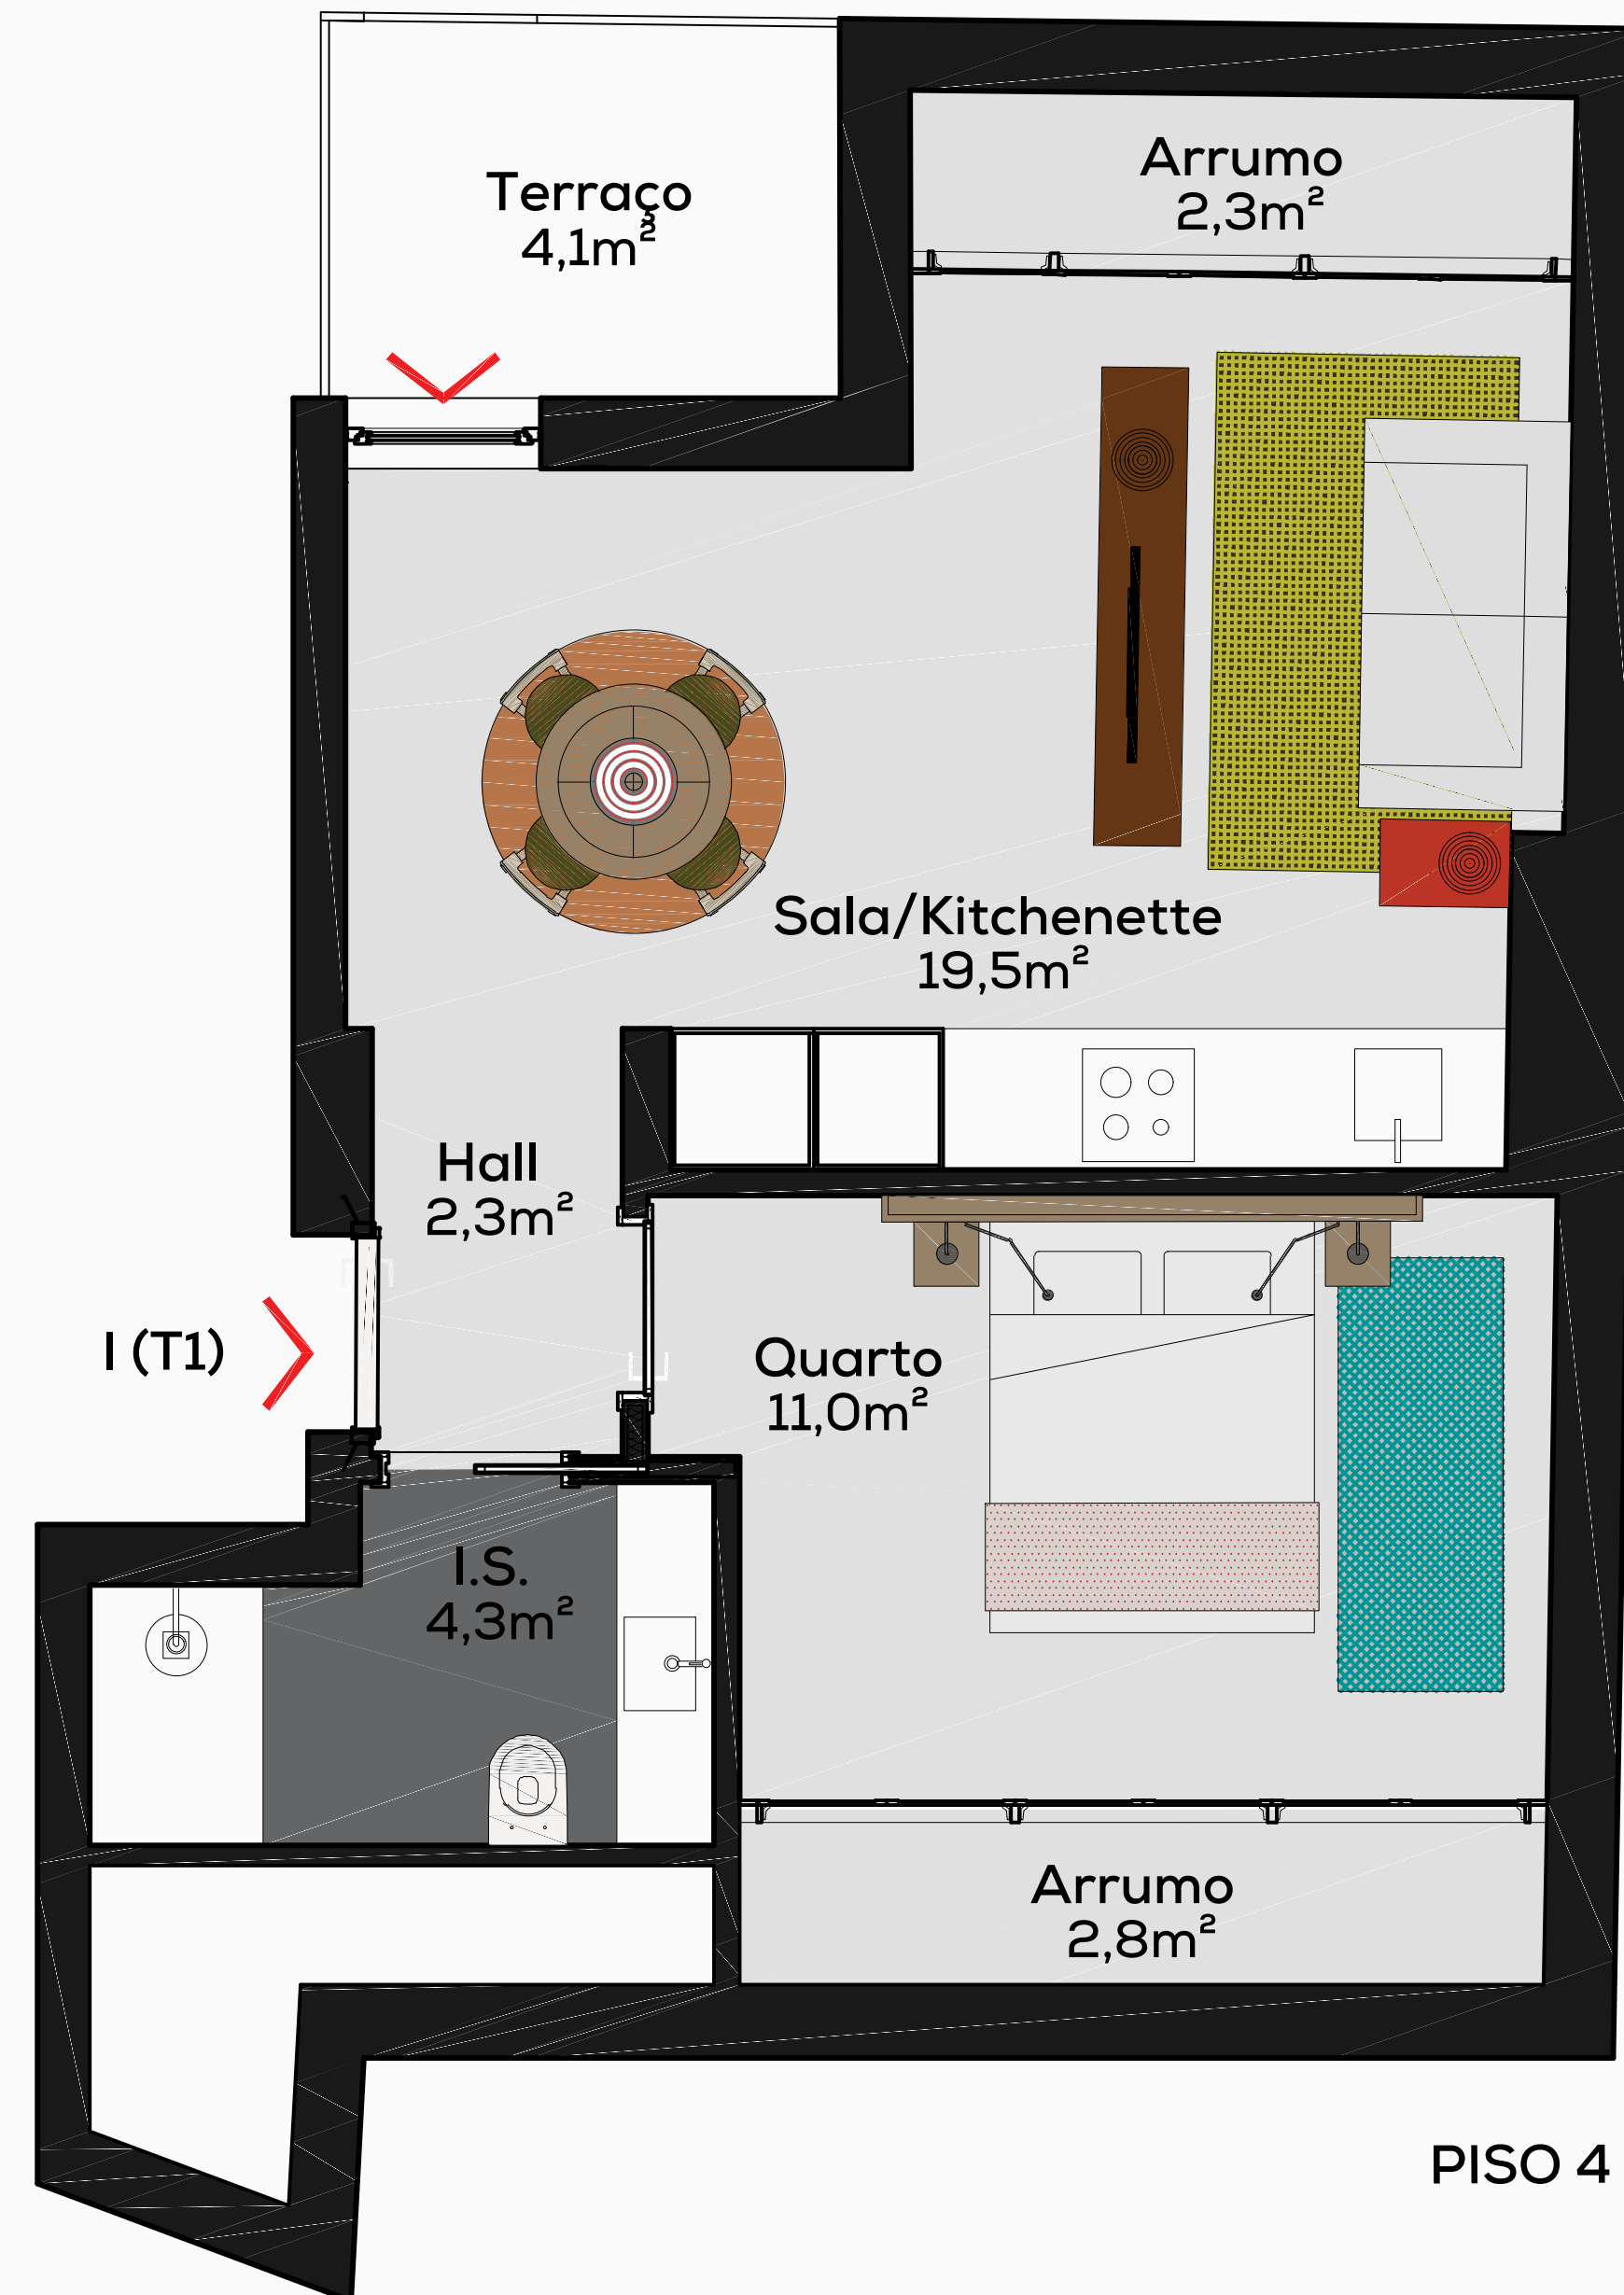 Terraço
4,1m²
Arrumo
2,3m²
Sala/Kitchenette
19,5m²
Hall
2,3m²
I (T1)
Quarto
11,0m²
I.S.
4,3m²
Arrumo
2,8m²
PISO 4